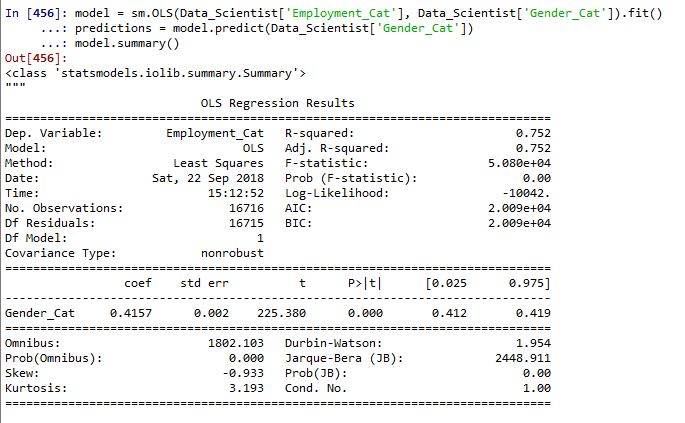 In [456]: model = sm.OLS(Data_Scientist['Employment_Cat'], Data_Scientist['Gender_Cat']).fit()
     ...: predictions = model.predict(Data_Scientist['Gender_Cat'])
     ...: model.summary()
Out[456]:
<class 'statsmodels.iolib.summary.Summary'>
"""
                            OLS Regression Results
==============================================================================
Dep. Variable:         Employment_Cat   R-squared:                       0.752
Model:                            OLS   Adj. R-squared:                  0.752
Method:                 Least Squares   F-statistic:                 5.080e+04
Date:                Sat, 22 Sep 2018   Prob (F-statistic):               0.00
Time:                        15:12:52   Log-Likelihood:                -10042.
No. Observations:               16716   AIC:                         2.009e+04
Df Residuals:                   16715   BIC:                         2.009e+04
Df Model:                           1
Covariance Type:            nonrobust
==============================================================================
                 coef    std err          t      P>|t|      [0.025      0.975]
------------------------------------------------------------------------------
Gender_Cat     0.4157      0.002    225.380      0.000       0.412       0.419
==============================================================================
Omnibus:                     1802.103   Durbin-Watson:                   1.954
Prob(Omnibus):                  0.000   Jarque-Bera (JB):             2448.911
Skew:                          -0.933   Prob(JB):                         0.00
Kurtosis:                       3.193   Cond. No.                         1.00
==============================================================================